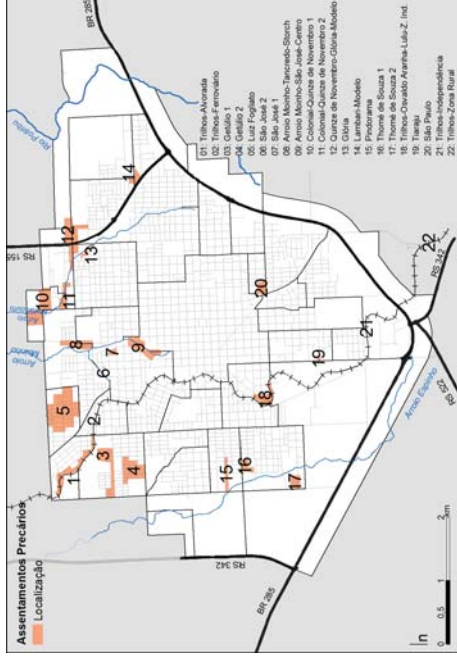 Assentamentos Precários
Localização
BR 285
RS 155
RS 342
BR 285
RS 342
RS 522
Arroio Espinho
Arroio
Moinho
1
2
3
4
5
6
7
8
9
10
11
12
13
14
15
16
17
18
19
20
21
22
01: Trilhos-Alvorada
02: Trilhos-Ferroviário
03: Getúlio 1
04: Getúlio 2
05: Luiz Fogliato
06: São José 2
07: São José 1
08: Arroio Moinho-Tancredo-Storch
09: Arroio Moinho-São José-Centro
10: Colonial-Quinze de Novembro 1
11: Colonial-Quinze de Novembro 2
12: Quinze de Novembro-Glória-Modelo
13: Glória
14: Lambari-Modelo
15: Pindorama
16: Thomé de Souza 1
17: Thomé de Souza 2
18: Trilhos-Osvaldo Aranha-Lulu-Z. Ind.
19: Tiaraju
20: São Paulo
21: Trilhos-Independência
22: Trilhos-Zona Rural
0 0,5 1 2
km